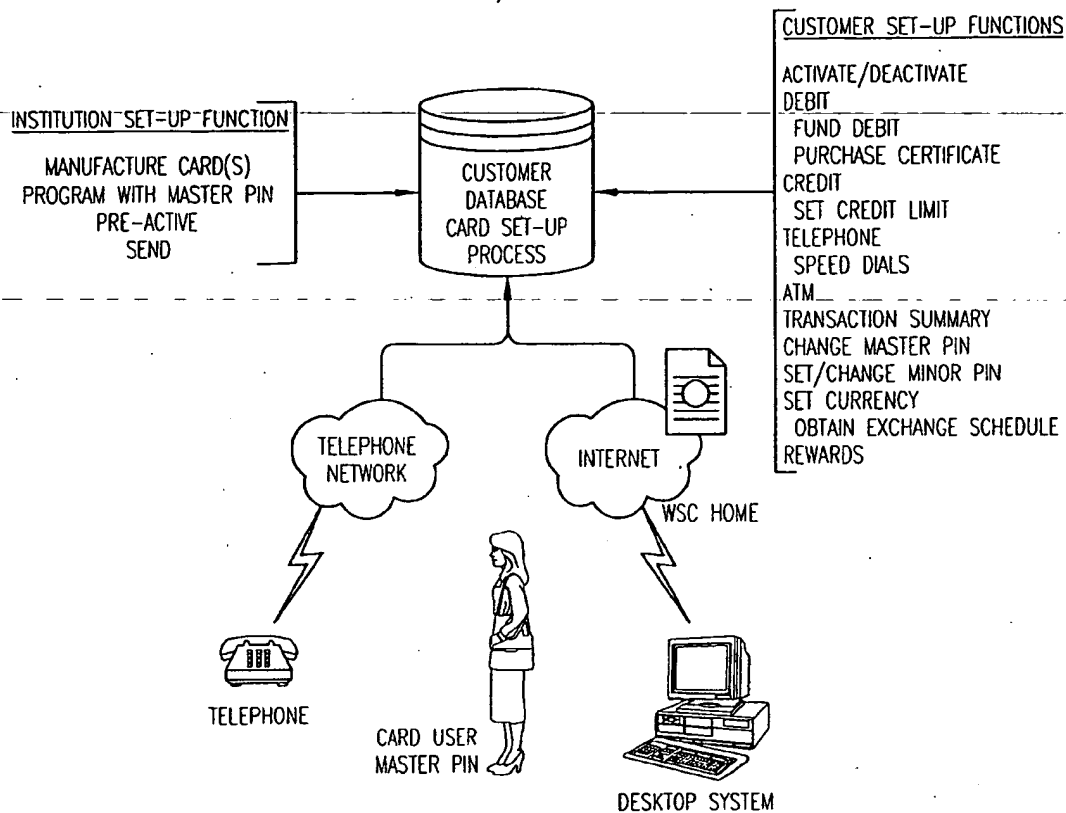 CUSTOMER SET-UP FUNCTIONS
ACTIVATE/DEACTIVATE
DEBIT
FUND DEBIT
PURCHASE CERTIFICATE
CREDIT
SET CREDIT LIMIT
TELEPHONE
SPEED DIALS
ATM
TRANSACTION SUMMARY
CHANGE MASTER PIN
SET/CHANGE MINOR PIN
SET CURRENCY
OBTAIN EXCHANGE SCHEDULE
REWARDS
INSTITUTION SET-UP FUNCTION
MANUFACTURE CARD(S)
PROGRAM WITH MASTER PIN
PRE-ACTIVE
SEND
CUSTOMER
DATABASE
CARD SET-UP
PROCESS
TELEPHONE
NETWORK
INTERNET
WSC HOME
TELEPHONE
CARD USER
MASTER PIN
DESKTOP SYSTEM